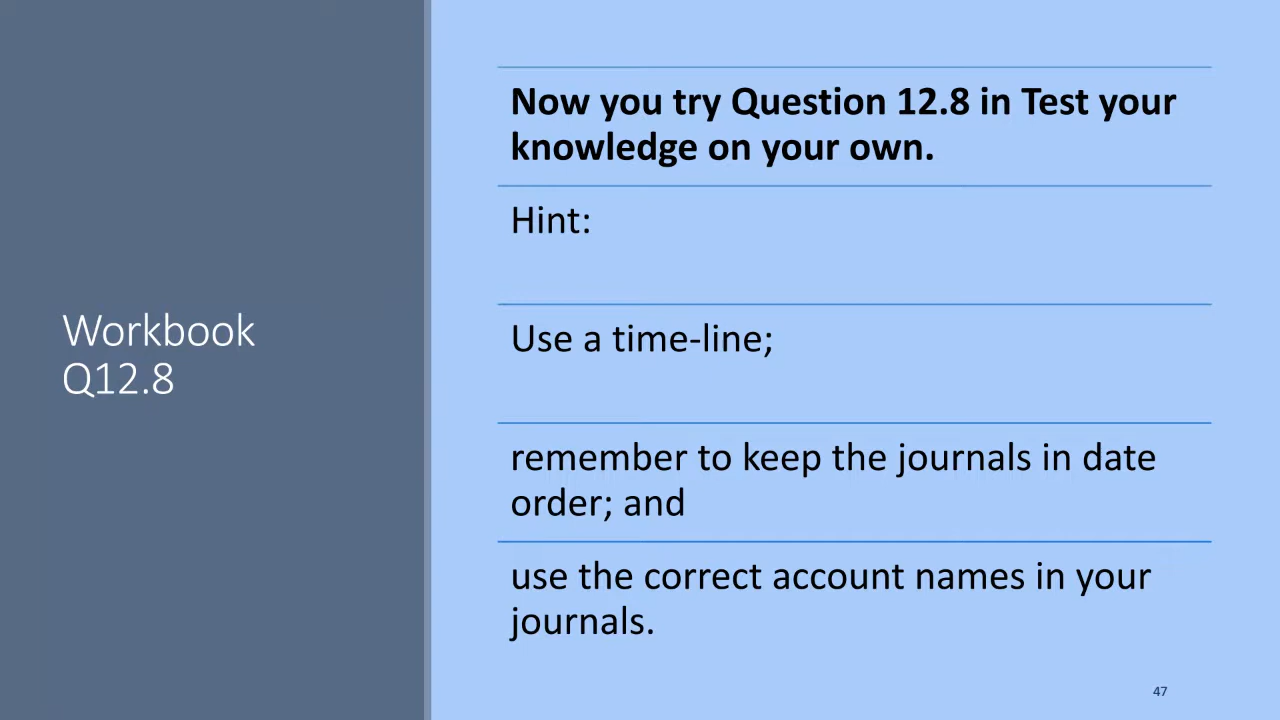 Workbook
Q12.8
Now you try Question 12.8 in Test your
knowledge on your own.
Hint:
Use a time-line;
remember to keep the journals in date
order; and
use the correct account names in your
journals.
47